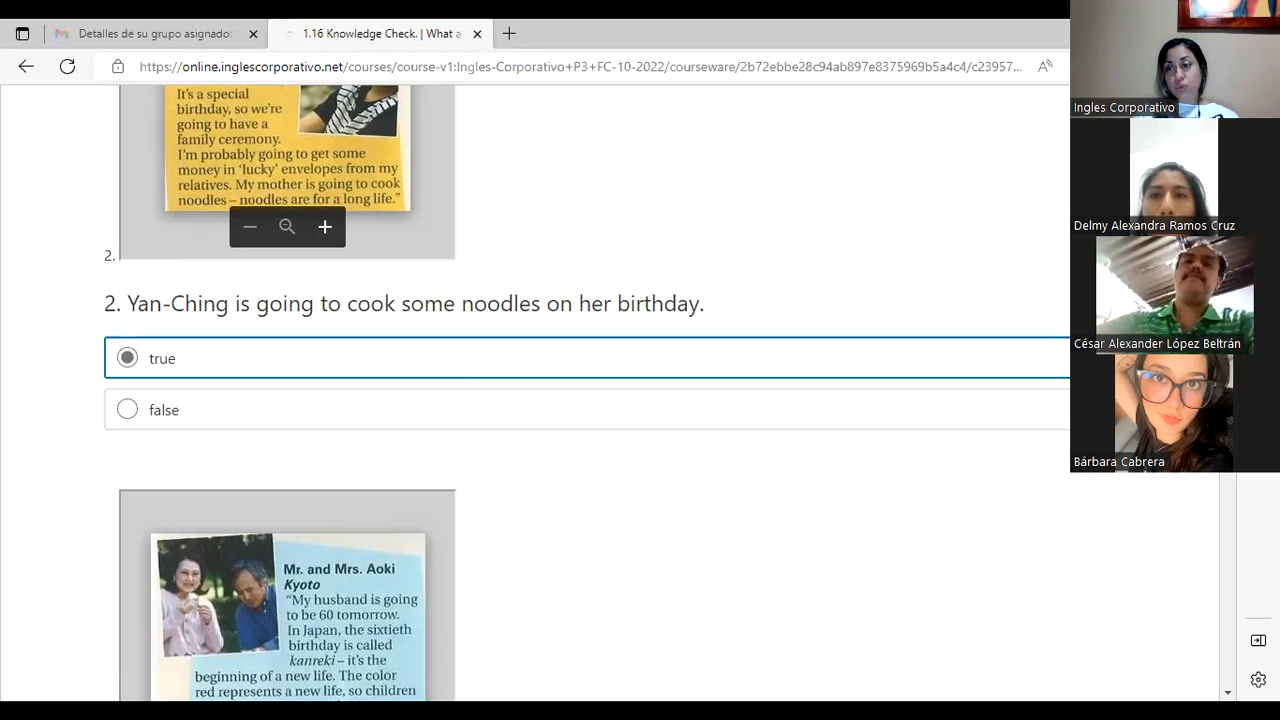 Detalles de su grupo asignado:
1.16 Knowledge Check. | What a
https://online.inglescorporativo.net/courses/course-v1:Ingles-Corporativo+P3+FC-10-2022/courseware/2b72ebbe28c94ab897e8375969b5a4c4/c23957...
It's a special
birthday, so we're
going to have a
family ceremony.
I'm probably going to get some
money in 'lucky' envelopes from my
relatives. My mother is going to cook
noodles – noodles are for a long life."
2.
2. Yan-Ching is going to cook some noodles on her birthday.
true
false
Mr. and Mrs. Aoki
Kyoto
"My husband is going
to be 60 tomorrow.
In Japan, the sixtieth
birthday is called
kanreki – it's the
beginning of a new life. The color
red represents a new life, so children
Ingles Corporativo
Delmy Alexandra Ramos Cruz
César Alexander López Beltrán
Bárbara Cabrera